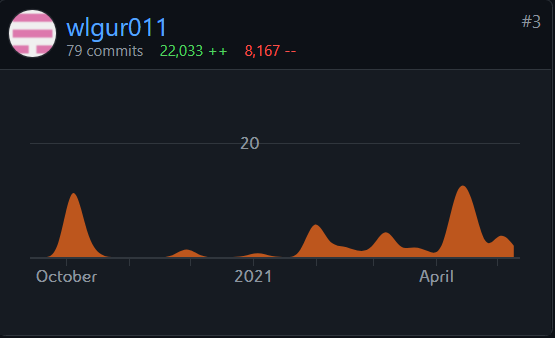 wlgur011
#3
79 commits 22,033 ++ 8,167 --
20
October 2021 April